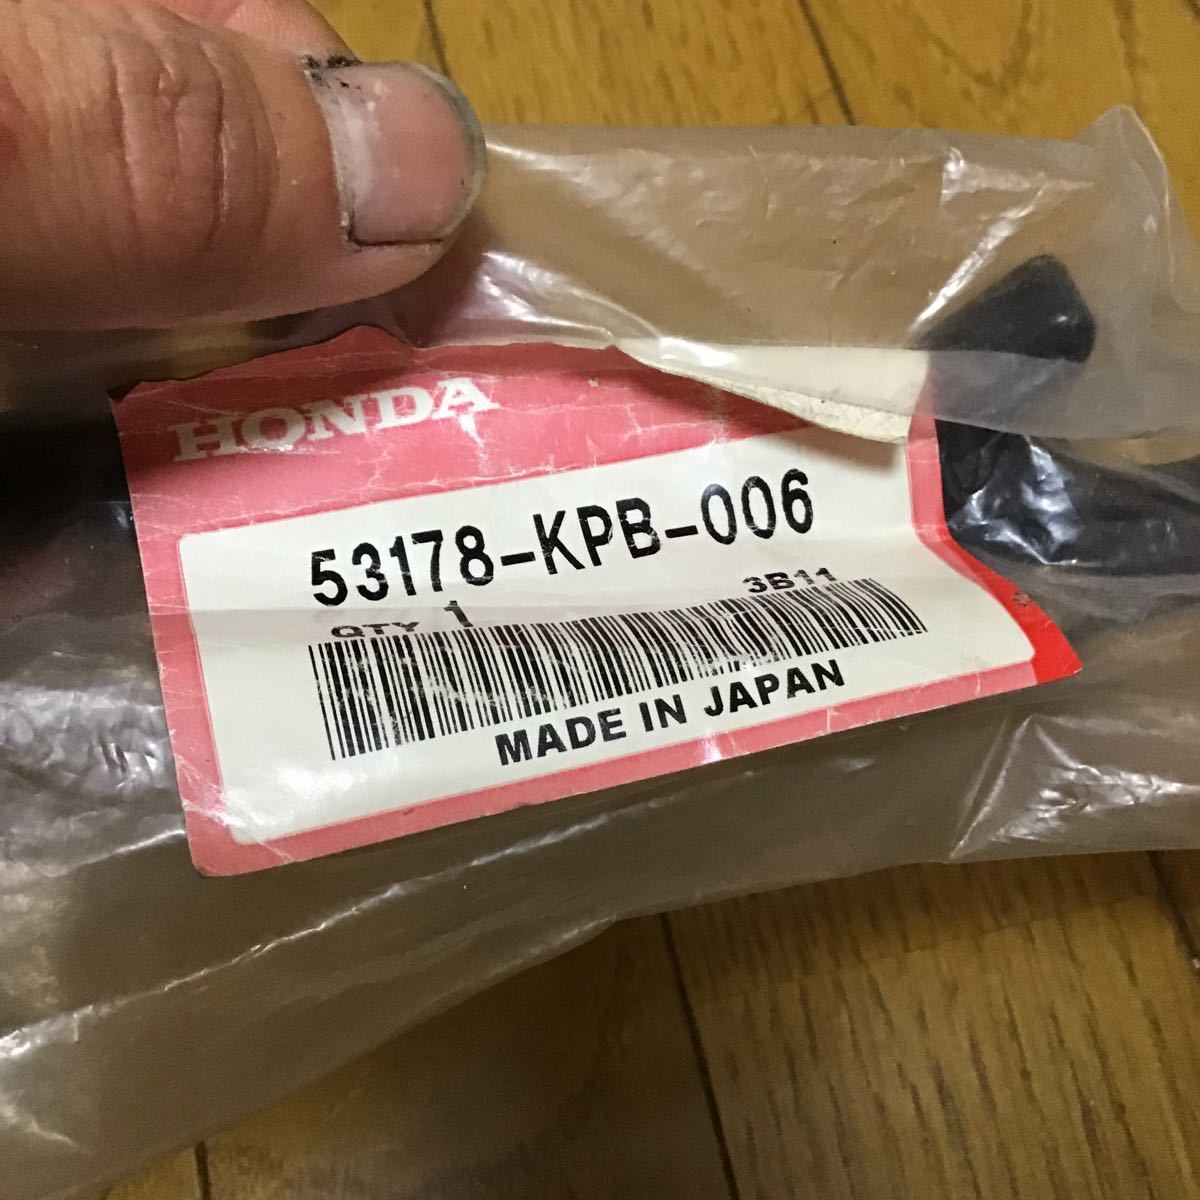 HONDA
53178-KPB-006
QTY 1 3B11
MADE IN JAPAN